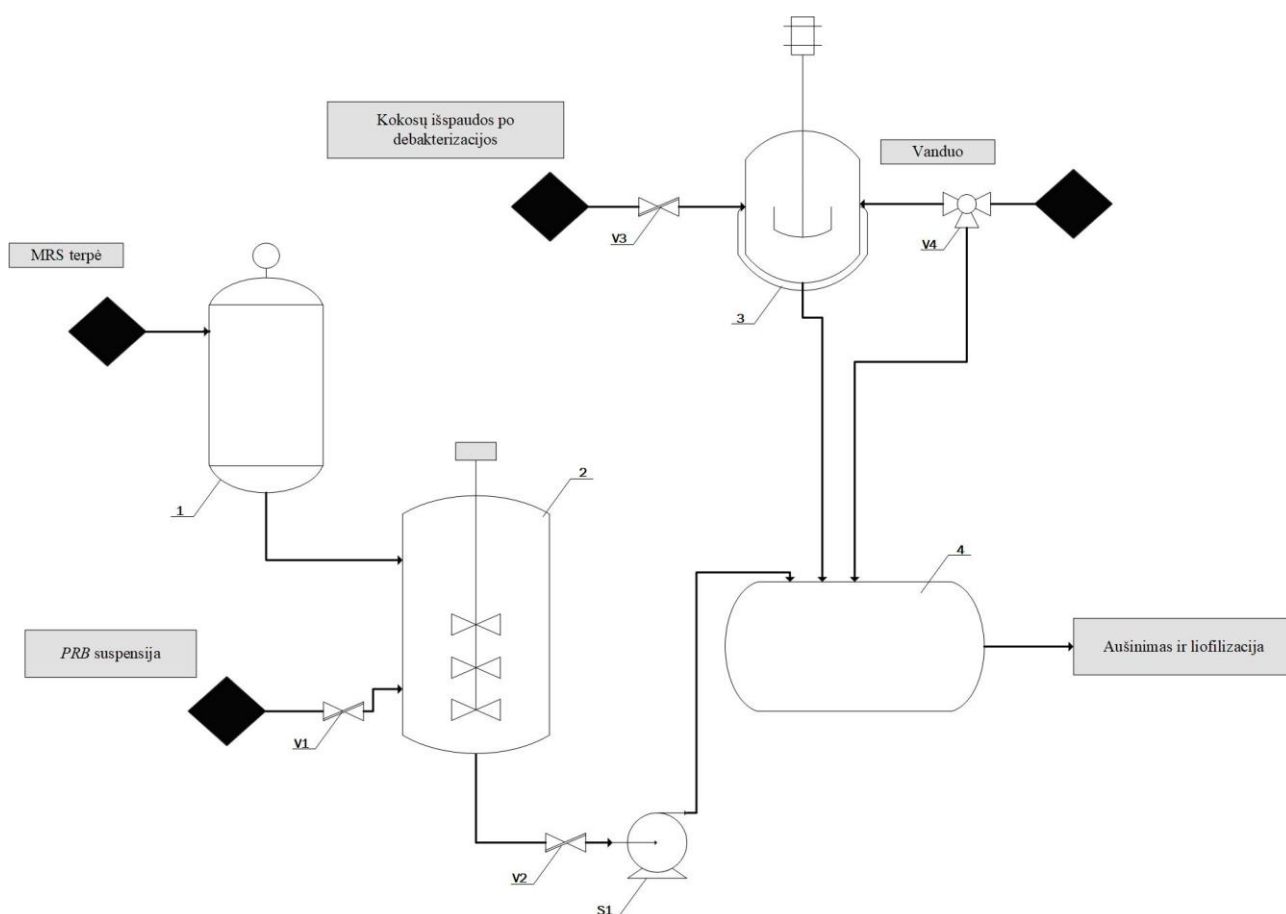 Kokosų išspaudos po
debakterizacijos
Vanduo
V3
V4
3
MRS terpė
1
2
PRB suspensija
V1
V2
S1
4
Aušinimas ir liofilizacija